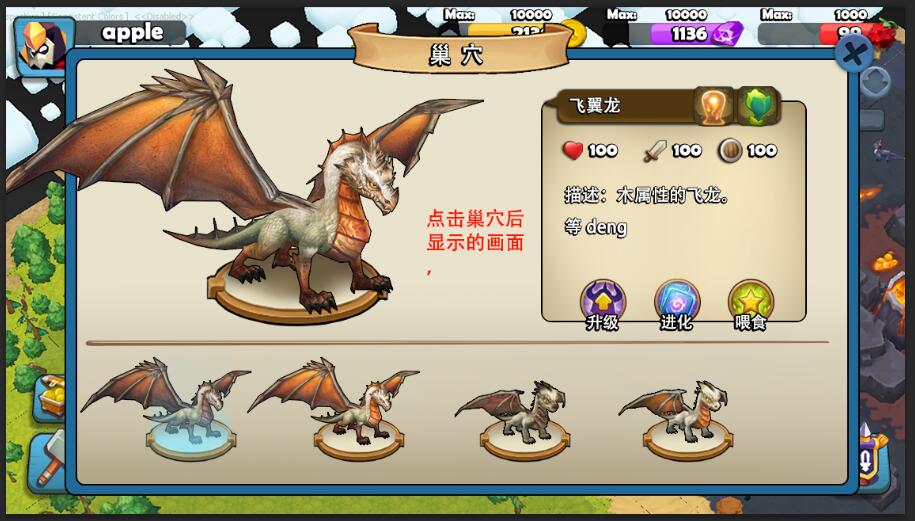 Max: 10000
Max: 10000
Max: 1000
apple
1136
巢穴
飞翼龙
100
100
100
描述：木属性的飞龙。
等 deng
点击巢穴后
显示的画面
,
升级
进化
喂食